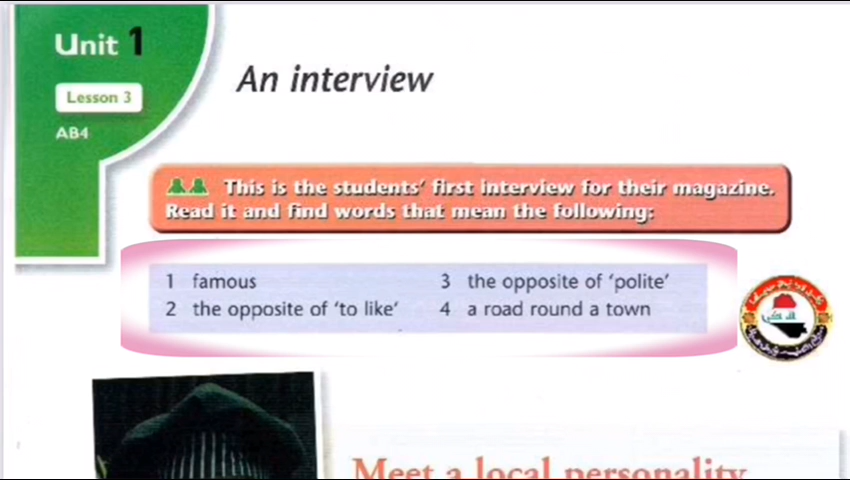 Unit 1
Lesson 3
AB4
An interview
This is the students' first interview for their magazine.
Read it and find words that mean the following:
1 famous
2 the opposite of 'to like'
3 the opposite of 'polite'
4 a road round a town
Meet a local personality